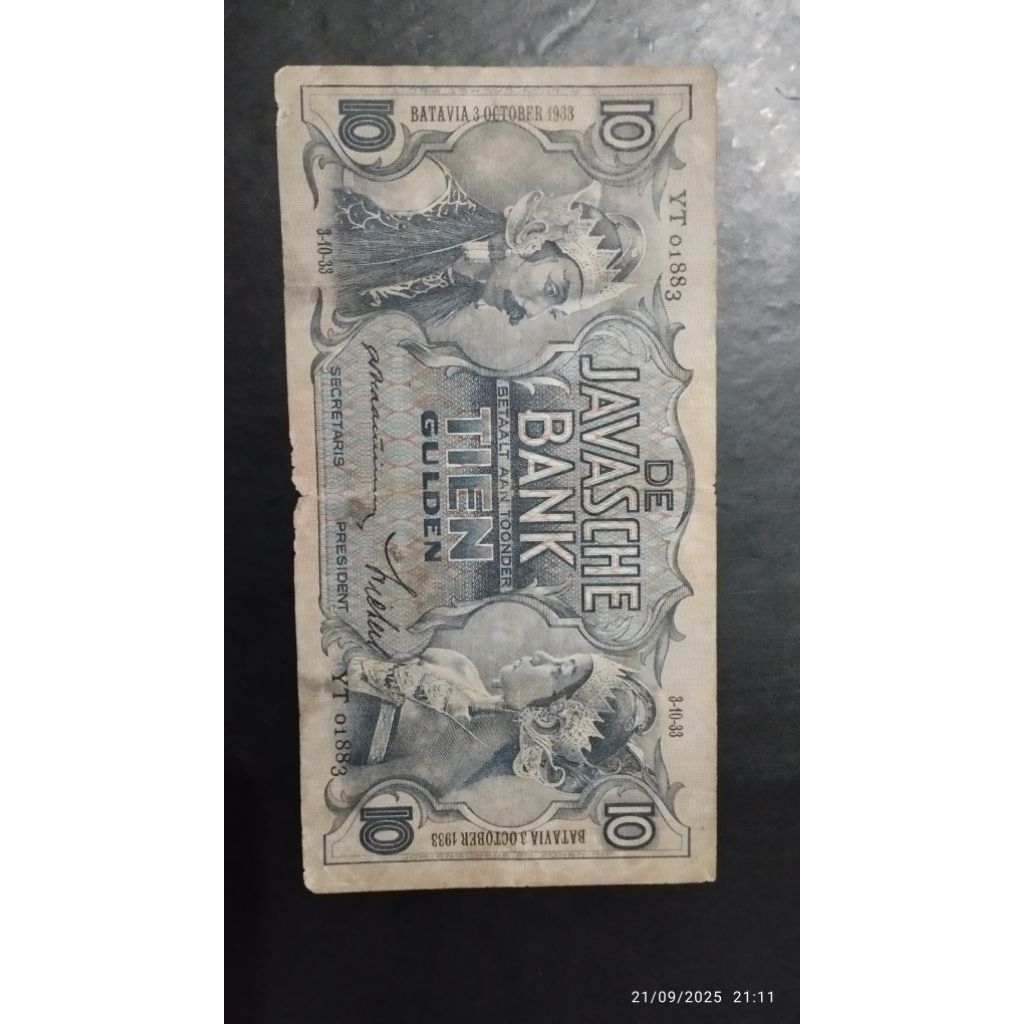 BATAVIA 3 OCTOBER 1933
10
10
YT 01883
3-10-33
DE
JAVASCHE
BANK
BETAALT AAN TOONDER
TIEN
GULDEN
SECRETARIS
PRESIDENT
3-10-33
YT 01883
10
10
BATAVIA 3 OCTOBER 1933
21/09/2025 21:11